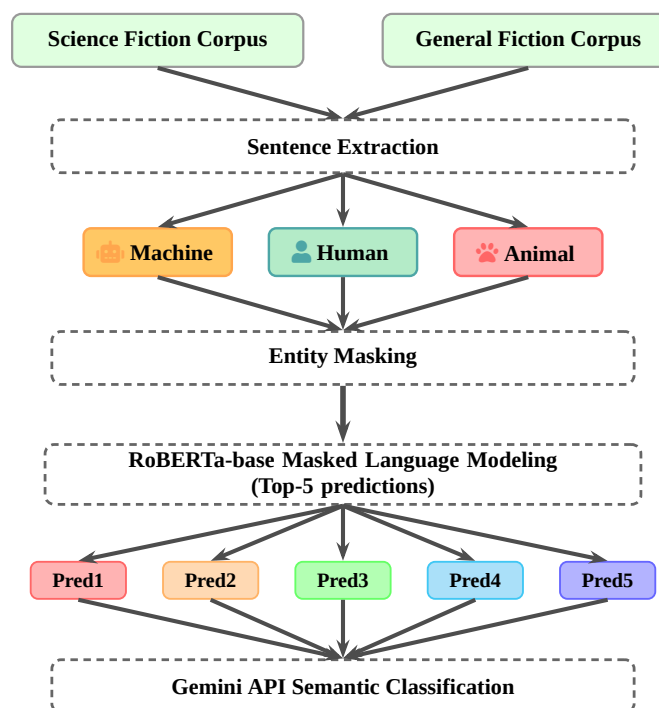 Science Fiction Corpus
General Fiction Corpus
Sentence Extraction
Machine
Human
Animal
Entity Masking
RoBERTa-base Masked Language Modeling
(Top-5 predictions)
Pred1
Pred2
Pred3
Pred4
Pred5
Gemini API Semantic Classification